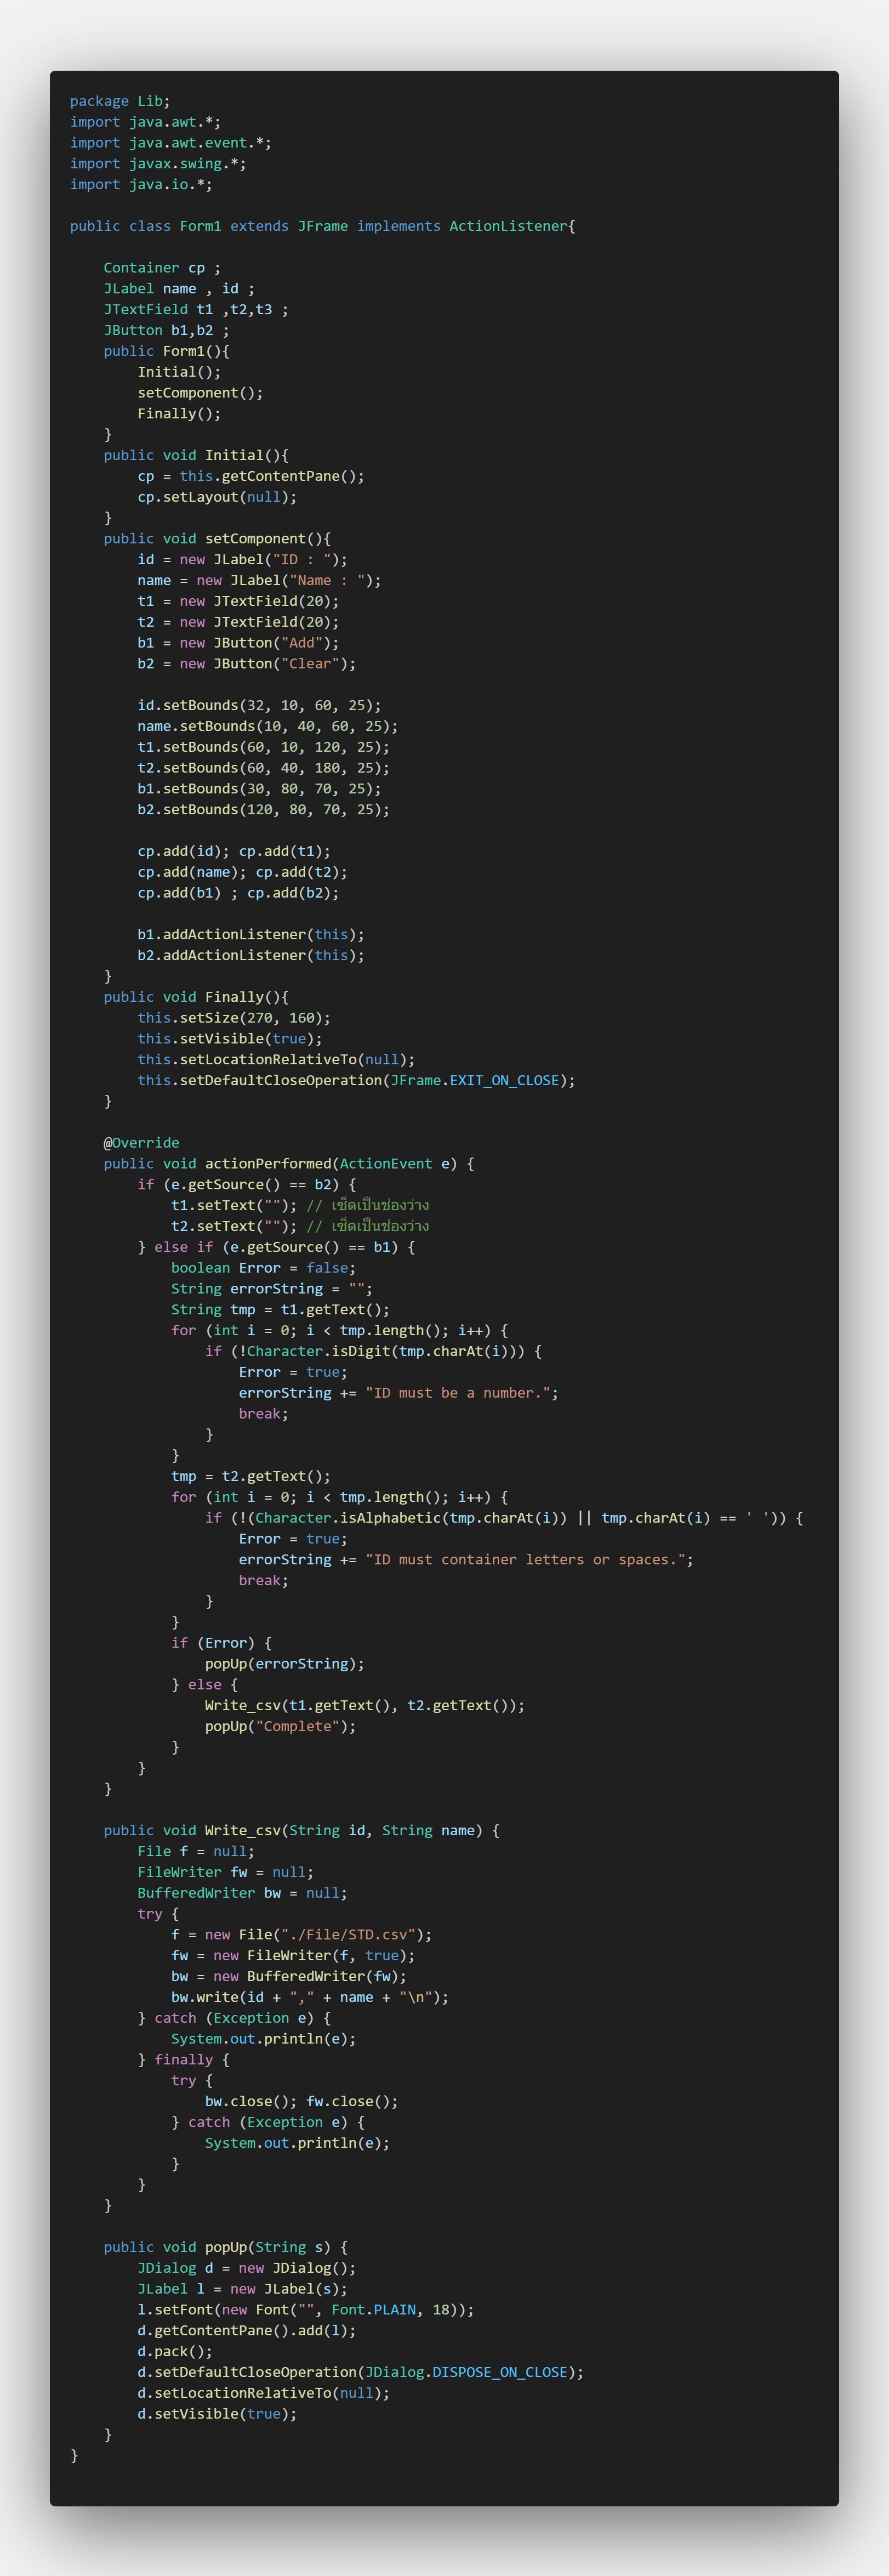 package Lib;
import java.awt.*;
import java.awt.event.*;
import javax.swing.*;
import java.io.*;

public class Form1 extends JFrame implements ActionListener{

    Container cp ;
    JLabel name , id ;
    JTextField t1 ,t2,t3 ;
    JButton b1,b2 ;
    public Form1(){
        Initial();
        setComponent();
        Finally();
    }
    public void Initial(){
        cp = this.getContentPane();
        cp.setLayout(null);
    }
    public void setComponent(){
        id = new JLabel("ID : ");
        name = new JLabel("Name : ");
        t1 = new JTextField(20);
        t2 = new JTextField(20);
        b1 = new JButton("Add");
        b2 = new JButton("Clear");

        id.setBounds(32, 10, 60, 25);
        name.setBounds(10, 40, 60, 25);
        t1.setBounds(60, 10, 120, 25);
        t2.setBounds(60, 40, 180, 25);
        b1.setBounds(30, 80, 70, 25);
        b2.setBounds(120, 80, 70, 25);

        cp.add(id); cp.add(t1);
        cp.add(name); cp.add(t2);
        cp.add(b1) ; cp.add(b2);

        b1.addActionListener(this);
        b2.addActionListener(this);
    }
    public void Finally(){
        this.setSize(270, 160);
        this.setVisible(true);
        this.setLocationRelativeTo(null);
        this.setDefaultCloseOperation(JFrame.EXIT_ON_CLOSE);
    }

    @Override
    public void actionPerformed(ActionEvent e) {
        if (e.getSource() == b2) {
            t1.setText(""); // เซ็ตเป็นช่องว่าง
            t2.setText(""); // เซ็ตเป็นช่องว่าง
        } else if (e.getSource() == b1) {
            boolean Error = false;
            String errorString = "";
            String tmp = t1.getText();
            for (int i = 0; i < tmp.length(); i++) {
                if (!Character.isDigit(tmp.charAt(i))) {
                    Error = true;
                    errorString += "ID must be a number.";
                    break;
                }
            }
            tmp = t2.getText();
            for (int i = 0; i < tmp.length(); i++) {
                if (!(Character.isAlphabetic(tmp.charAt(i)) || tmp.charAt(i) == ' ')) {
                    Error = true;
                    errorString += "ID must container letters or spaces.";
                    break;
                }
            }
            if (Error) {
                popUp(errorString);
            } else {
                Write_csv(t1.getText(), t2.getText());
                popUp("Complete");
            }
        }
    }

    public void Write_csv(String id, String name) {
        File f = null;
        FileWriter fw = null;
        BufferedWriter bw = null;
        try {
            f = new File("./File/STD.csv");
            fw = new FileWriter(f, true);
            bw = new BufferedWriter(fw);
            bw.write(id + "," + name + "\n");
        } catch (Exception e) {
            System.out.println(e);
        } finally {
            try {
                bw.close(); fw.close();
            } catch (Exception e) {
                System.out.println(e);
            }
        }
    }

    public void popUp(String s) {
        JDialog d = new JDialog();
        JLabel l = new JLabel(s);
        l.setFont(new Font("", Font.PLAIN, 18));
        d.getContentPane().add(l);
        d.pack();
        d.setDefaultCloseOperation(JDialog.DISPOSE_ON_CLOSE);
        d.setLocationRelativeTo(null);
        d.setVisible(true);
    }
}